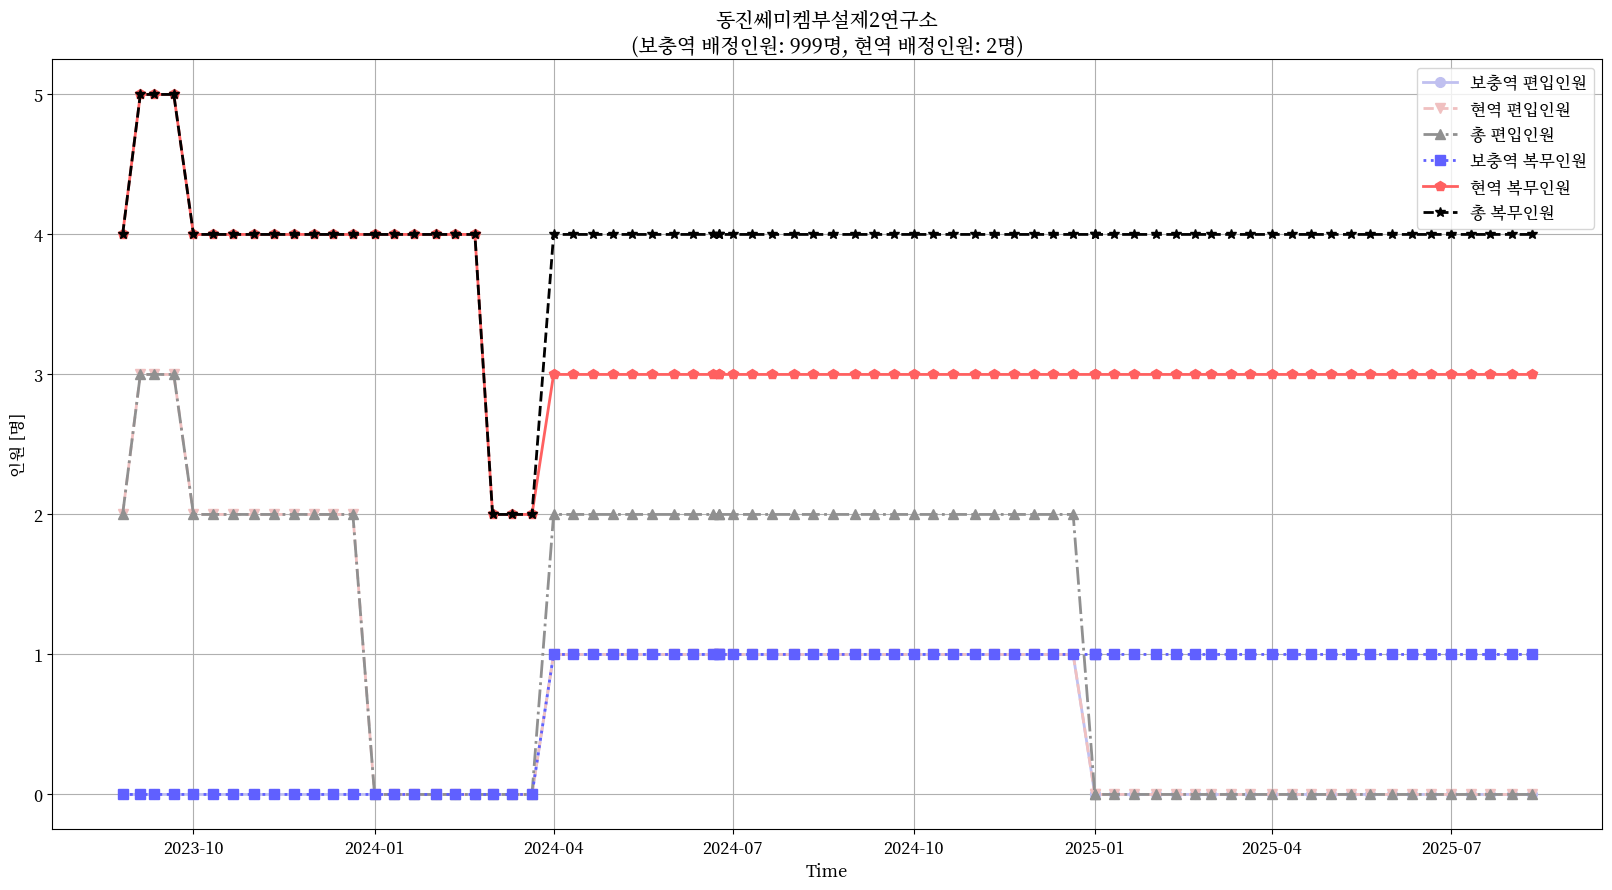 동진쎄미켐부설제2연구소
(보충역 배정인원: 999명, 현역 배정인원: 2명)
보충역 편입인원
현역 편입인원
총 편입인원
보충역 복무인원
현역 복무인원
총 복무인원
인원 [명]
5
4
3
2
1
0
2023-10
2024-01
2024-04
2024-07
2024-10
2025-01
2025-04
2025-07
Time